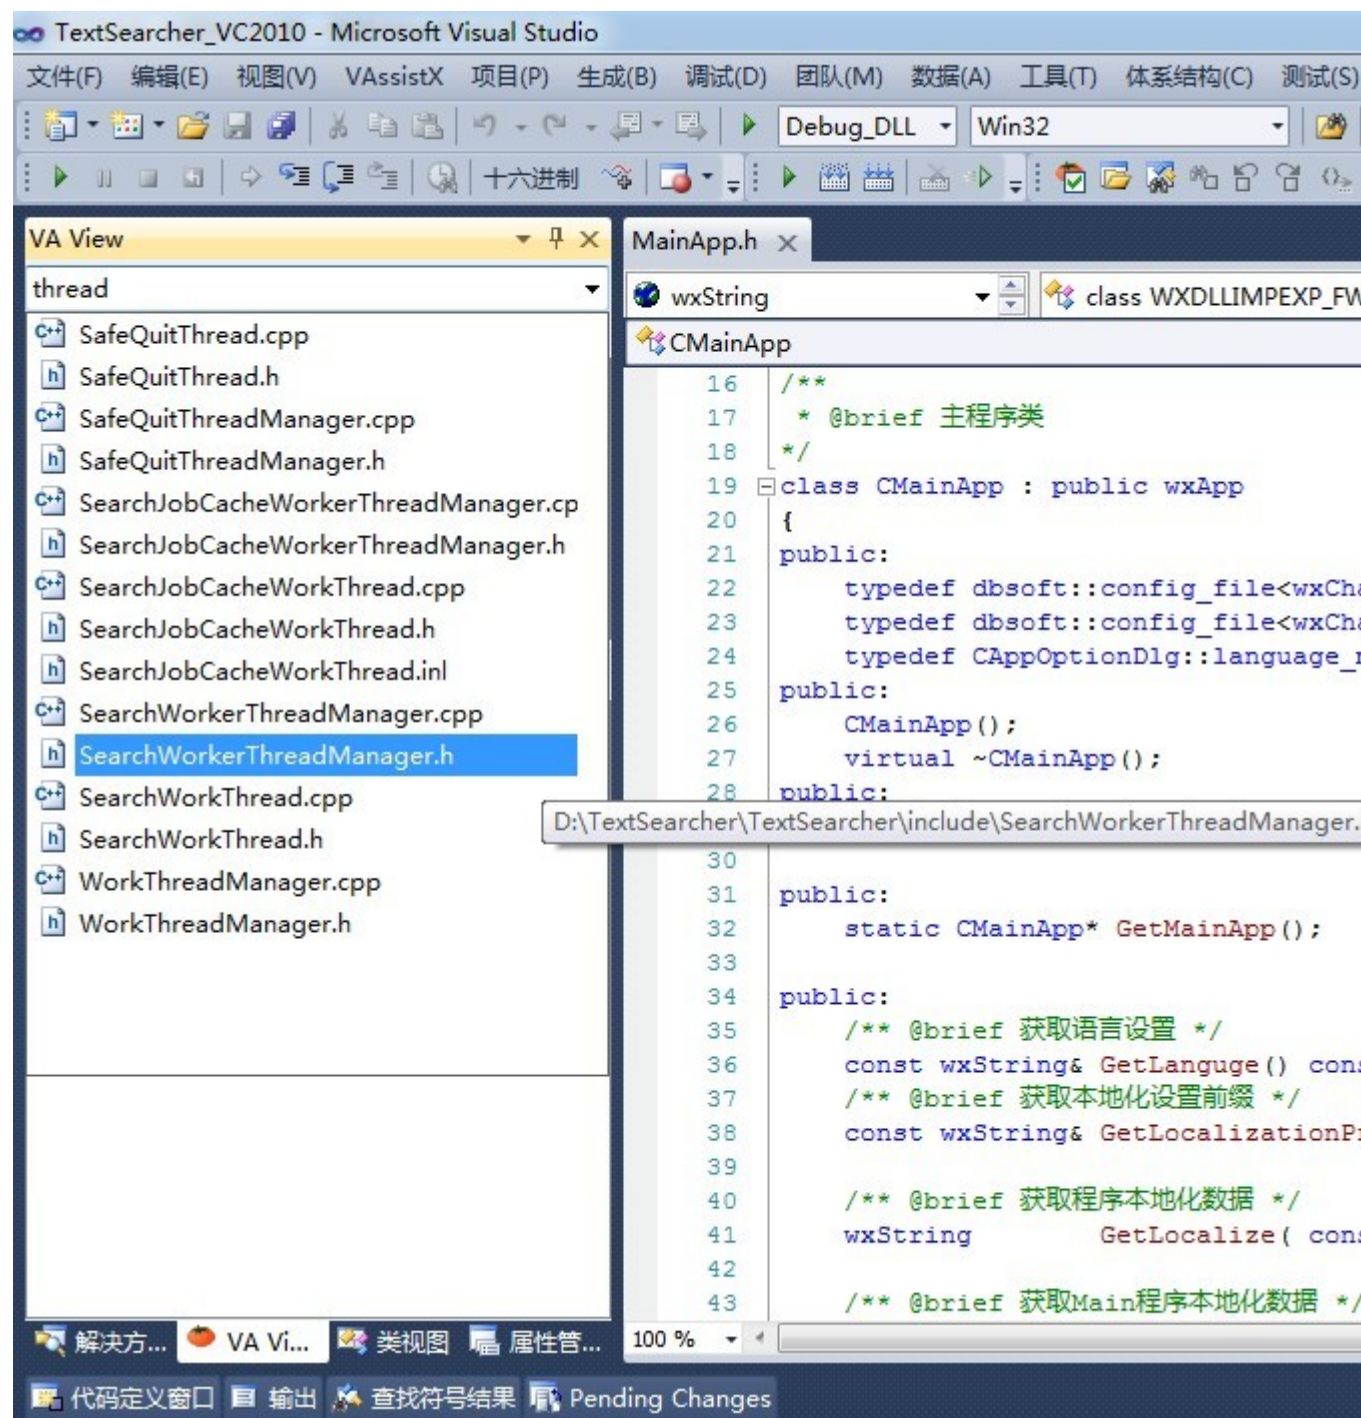 TextSearcher_VC2010 - Microsoft Visual Studio
文件(F) 编辑(E) 视图(V) VAssistX 项目(P) 生成(B) 调试(D) 团队(M) 数据(A) 工具(T) 体系结构(C) 测试(S)
Debug_DLL Win32
十六进制
VA View
MainApp.h
thread
wxString class WXDLLIMPEXP_FW
CMainApp
SafeQuitThread.cpp
SafeQuitThread.h
SafeQuitThreadManager.cpp
SafeQuitThreadManager.h
SearchJobCacheWorkerThreadManager.cp
SearchJobCacheWorkerThreadManager.h
SearchJobCacheWorkThread.cpp
SearchJobCacheWorkThread.h
SearchJobCacheWorkThread.inl
SearchWorkerThreadManager.cpp
SearchWorkerThreadManager.h
SearchWorkThread.cpp
SearchWorkThread.h
WorkThreadManager.cpp
WorkThreadManager.h
D:\TextSearcher\TextSearcher\include\SearchWorkerThreadManager.
16 /**
17 * @brief 主程序类
18 */
19 class CMainApp : public wxApp
20 {
21 public:
22 typedef dbsoft::config_file<wxCha
23 typedef dbsoft::config_file<wxCha
24 typedef CAppOptionDlg::language_
25 public:
26 CMainApp();
27 virtual ~CMainApp();
28 public:
30
31 public:
32 static CMainApp* GetMainApp();
33
34 public:
35 /** @brief 获取语言设置 */
36 const wxString& GetLanguge() cons
37 /** @brief 获取本地化设置前缀 */
38 const wxString& GetLocalizationPr
39
40 /** @brief 获取程序本地化数据 */
41 wxString GetLocalize( cons
42
43 /** @brief 获取Main程序本地化数据 */
解决方... VA Vi... 类视图 属性管...
100 %
代码定义窗口 输出 查找符号结果 Pending Changes